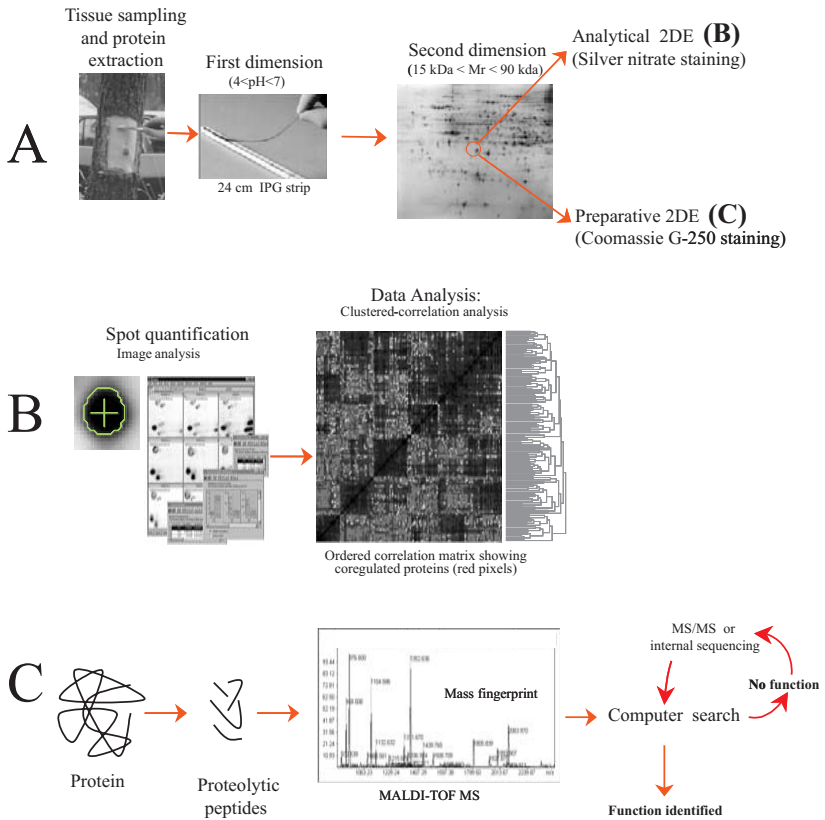 Tissue sampling
and protein
extraction
First dimension
(4<pH<7)
24 cm IPG strip
Second dimension
(15 kDa < Mr < 90 kda)
Analytical 2DE (B)
(Silver nitrate staining)
Preparative 2DE (C)
(Coomassie G-250 staining)
A
B
Spot quantification
Image analysis
Data Analysis:
Clustered-correlation analysis
Ordered correlation matrix showing
coregulated proteins (red pixels)
C
Protein
Proteolytic
peptides
Mass fingerprint
MALDI-TOF MS
MS/MS or
internal sequencing
No function
Computer search
Function identified